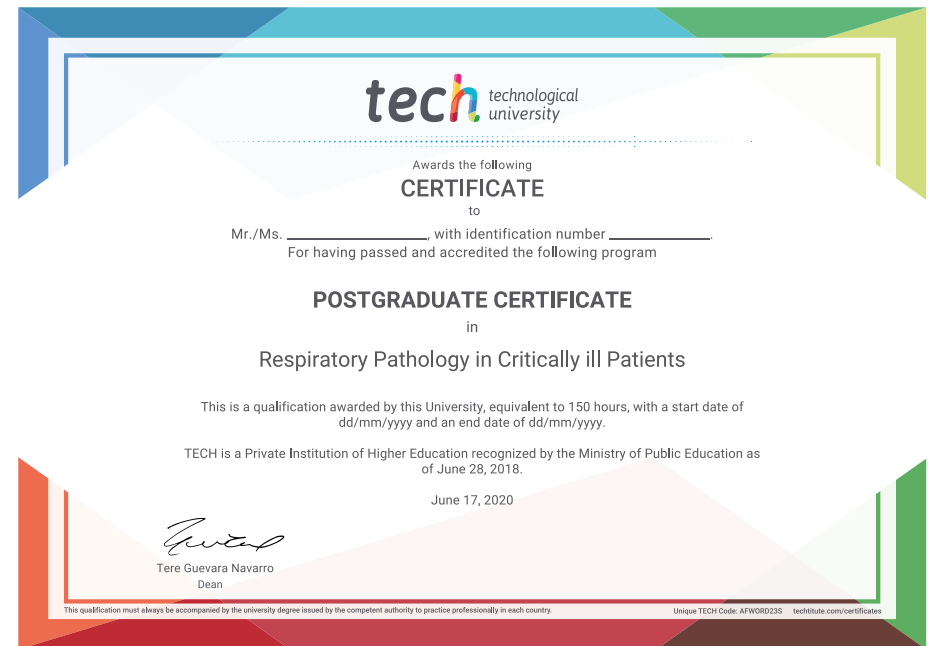 tech technological
university
Awards the following
CERTIFICATE
to
Mr./Ms. ____________________, with identification number ______________.
For having passed and accredited the following program
POSTGRADUATE CERTIFICATE
in
Respiratory Pathology in Critically ill Patients
This is a qualification awarded by this University, equivalent to 150 hours, with a start date of
dd/mm/yyyy and an end date of dd/mm/yyyy.
TECH is a Private Institution of Higher Education recognized by the Ministry of Public Education as
of June 28, 2018.
June 17, 2020
Tere Guevara Navarro
Dean
This qualification must always be accompanied by the university degree issued by the competent authority to practice professionally in each country.
Unique TECH Code: AFWORD23S techtitute.com/certificates